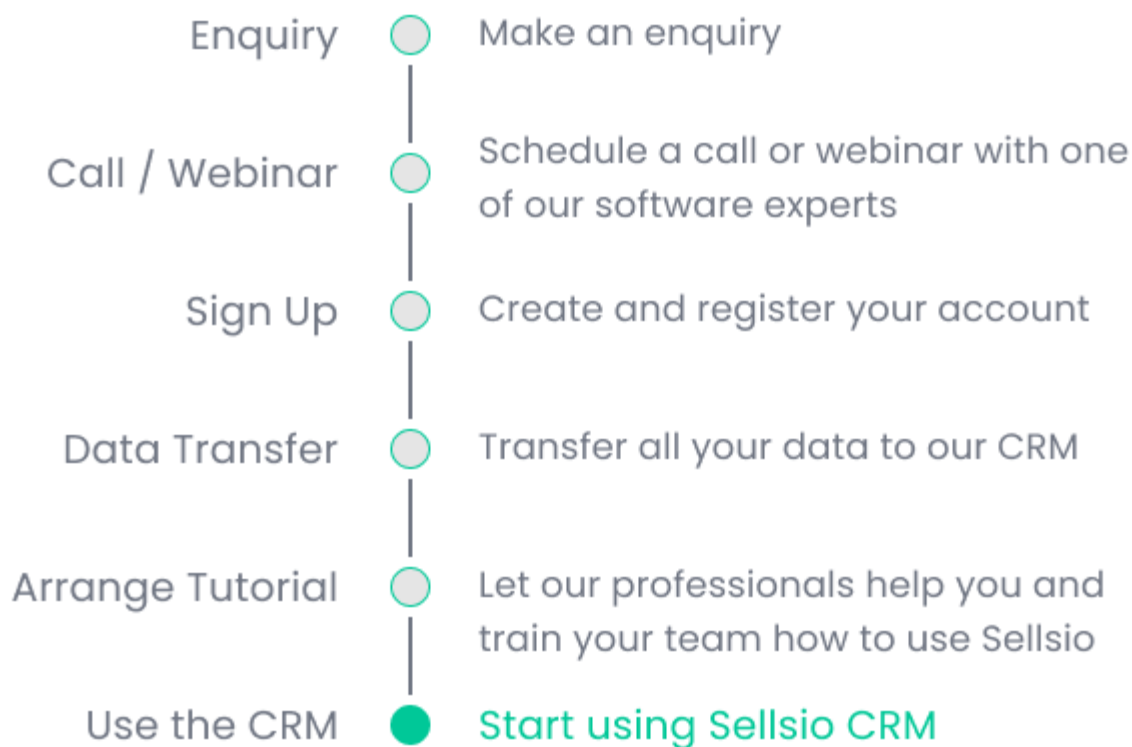 Enquiry
Make an enquiry
Call / Webinar
Schedule a call or webinar with one
of our software experts
Sign Up
Create and register your account
Data Transfer
Transfer all your data to our CRM
Arrange Tutorial
Let our professionals help you and
train your team how to use Sellsio
Use the CRM
Start using Sellsio CRM